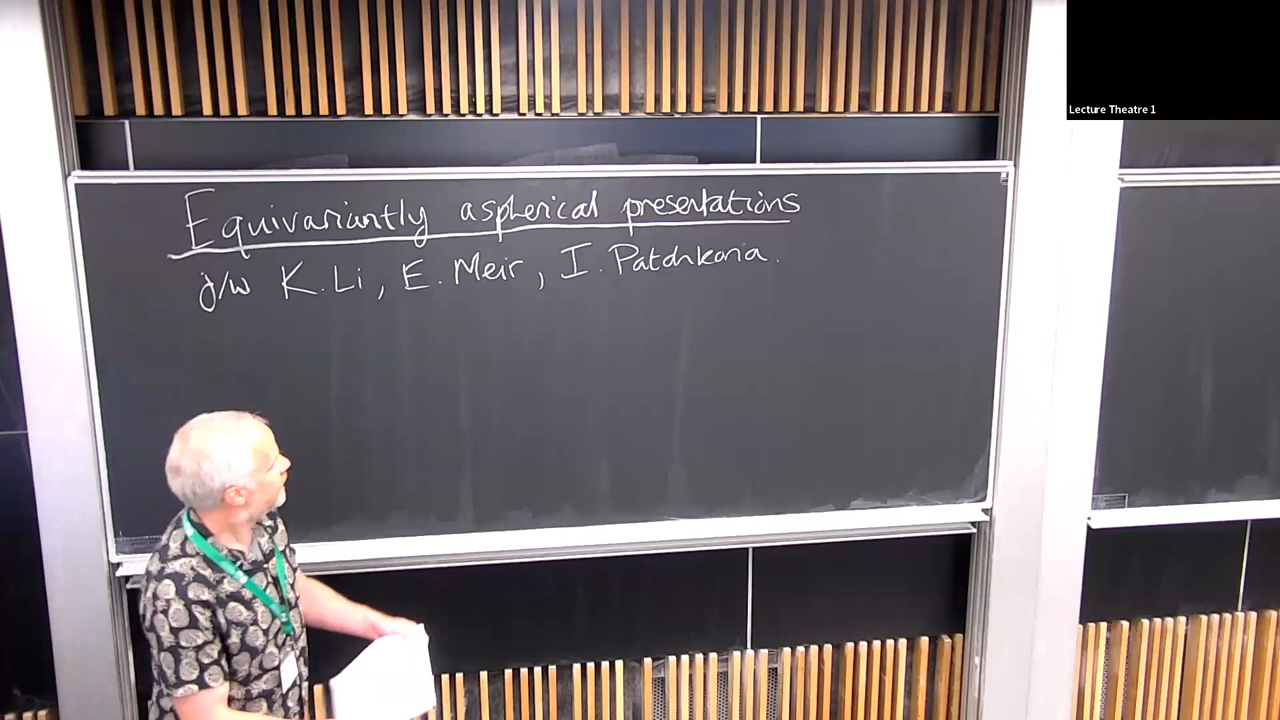 Lecture Theatre 1
Equivariantly aspherical presentations
j/w K. Li, E. Meir, I. Patchkoria.